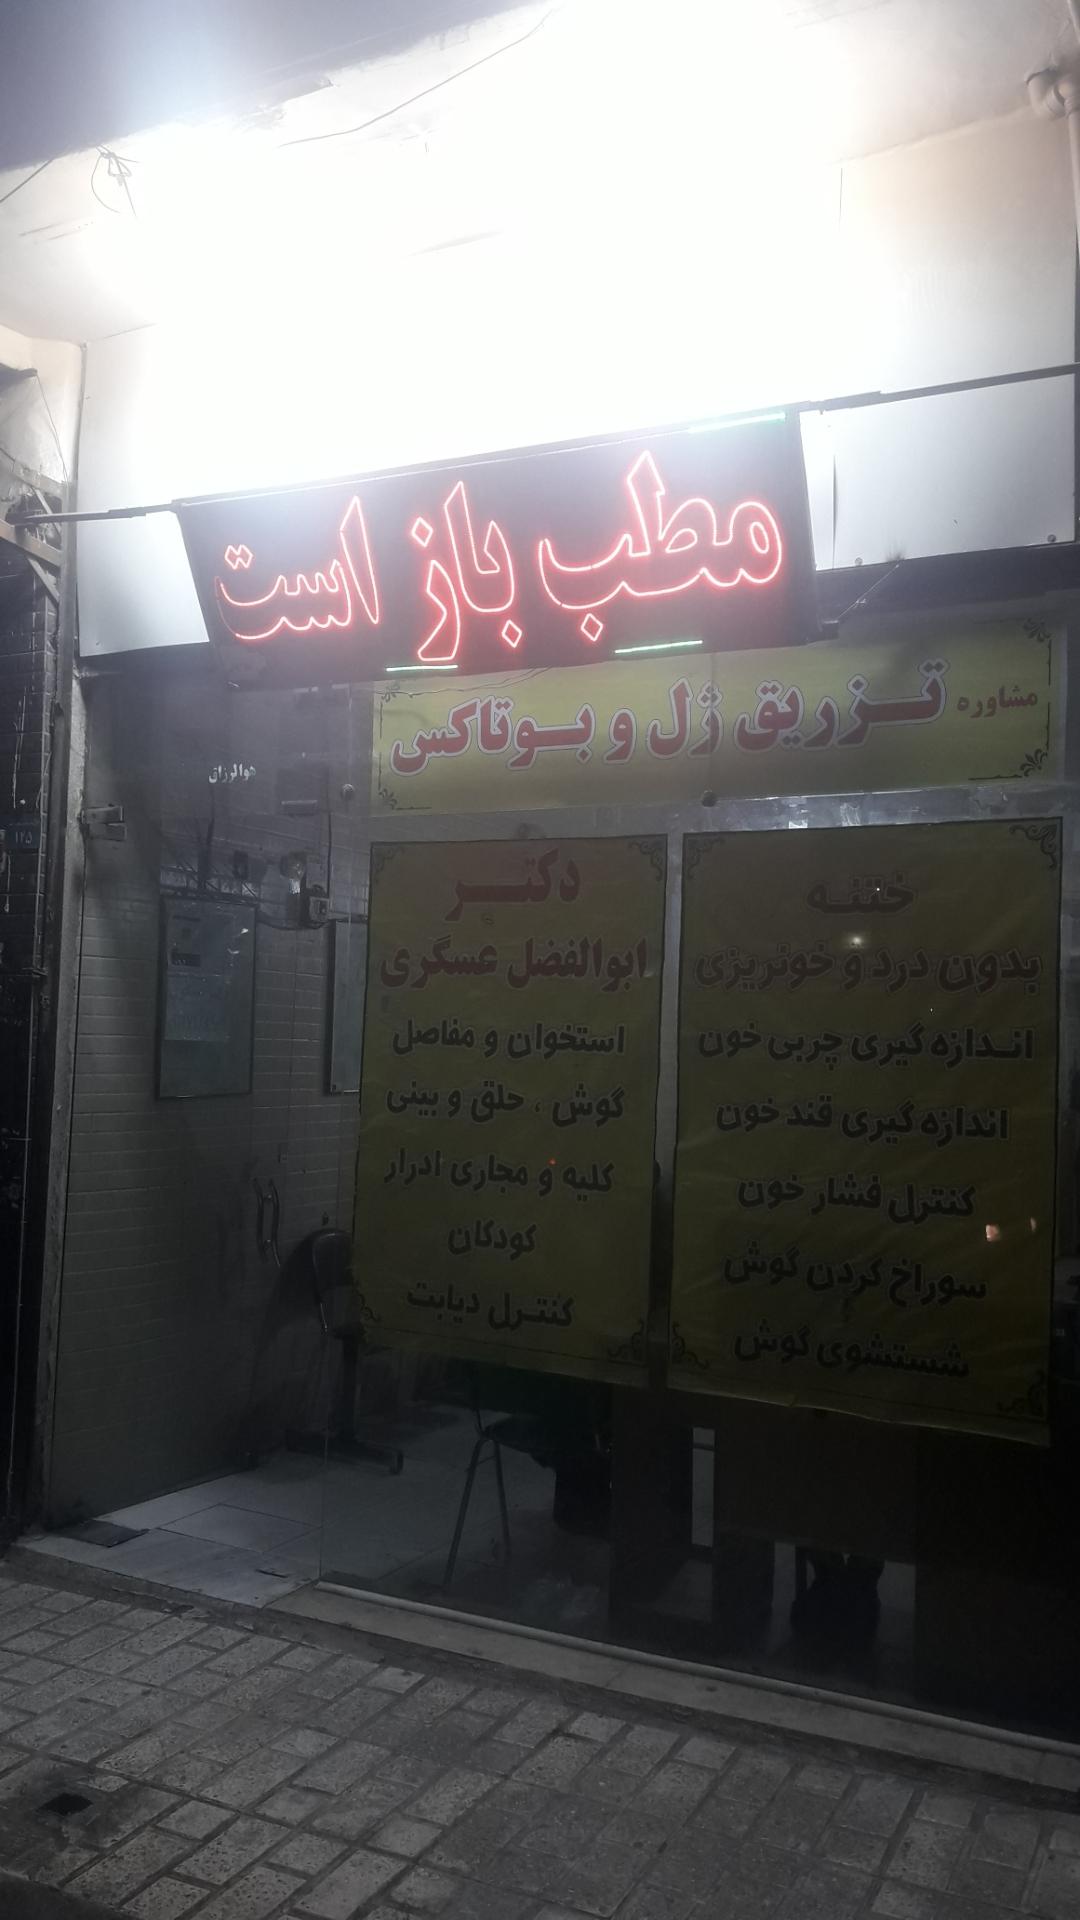 مطب باز است
مشاوره تزریق ژل و بوتاکس
هوالرزاق
۱۲۵
ختنه
بدون درد و خونریزی
اندازه گیری چربی خون
اندازه گیری قند خون
کنترل فشار خون
سوراخ کردن گوش
شستشوی گوش
دکتر
ابوالفضل عسگری
استخوان و مفاصل
گوش ، حلق و بینی
کلیه و مجاری ادرار
کودکان
کنترل دیابت